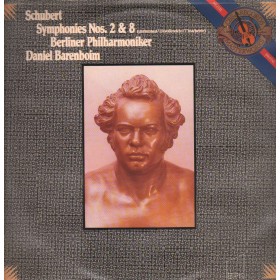 Schubert
Symphonies Nos. 2 & 8
Berliner Philharmoniker
Daniel Barenboim